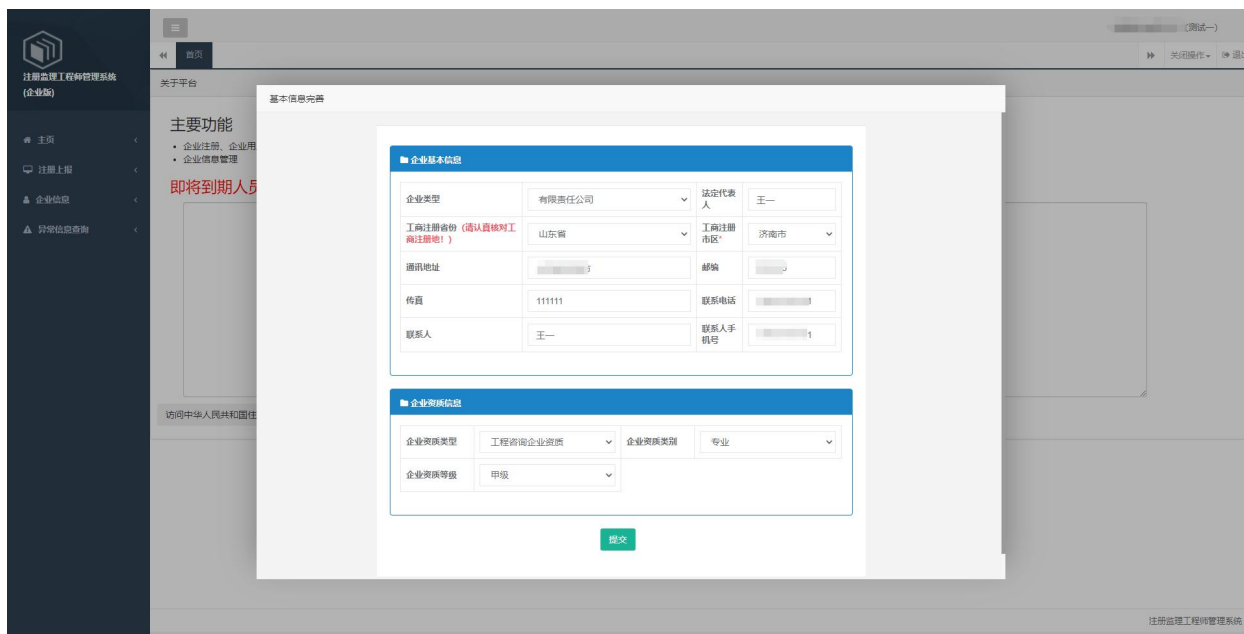 (测试一)
首页
关闭操作
注册监理工程师管理系统
(企业版)
关于平台
主页
注册上报
企业信息
异常信息查询
主要功能
• 企业注册、企业用
• 企业信息管理
即将到期人员
访问中华人民共和国住
基本信息完善
企业基本信息
企业类型 有限责任公司 法定代表
人 王一
工商注册省份 (请认真核对工
商注册地！) 山东省 工商注册
市区* 济南市
通讯地址 邮编
传真 111111 联系电话
联系人 王一 联系人手
机号 1
企业资质信息
企业资质类型 工程咨询企业资质 企业资质类别 专业
企业资质等级 甲级
提交
注册监理工程师管理系统